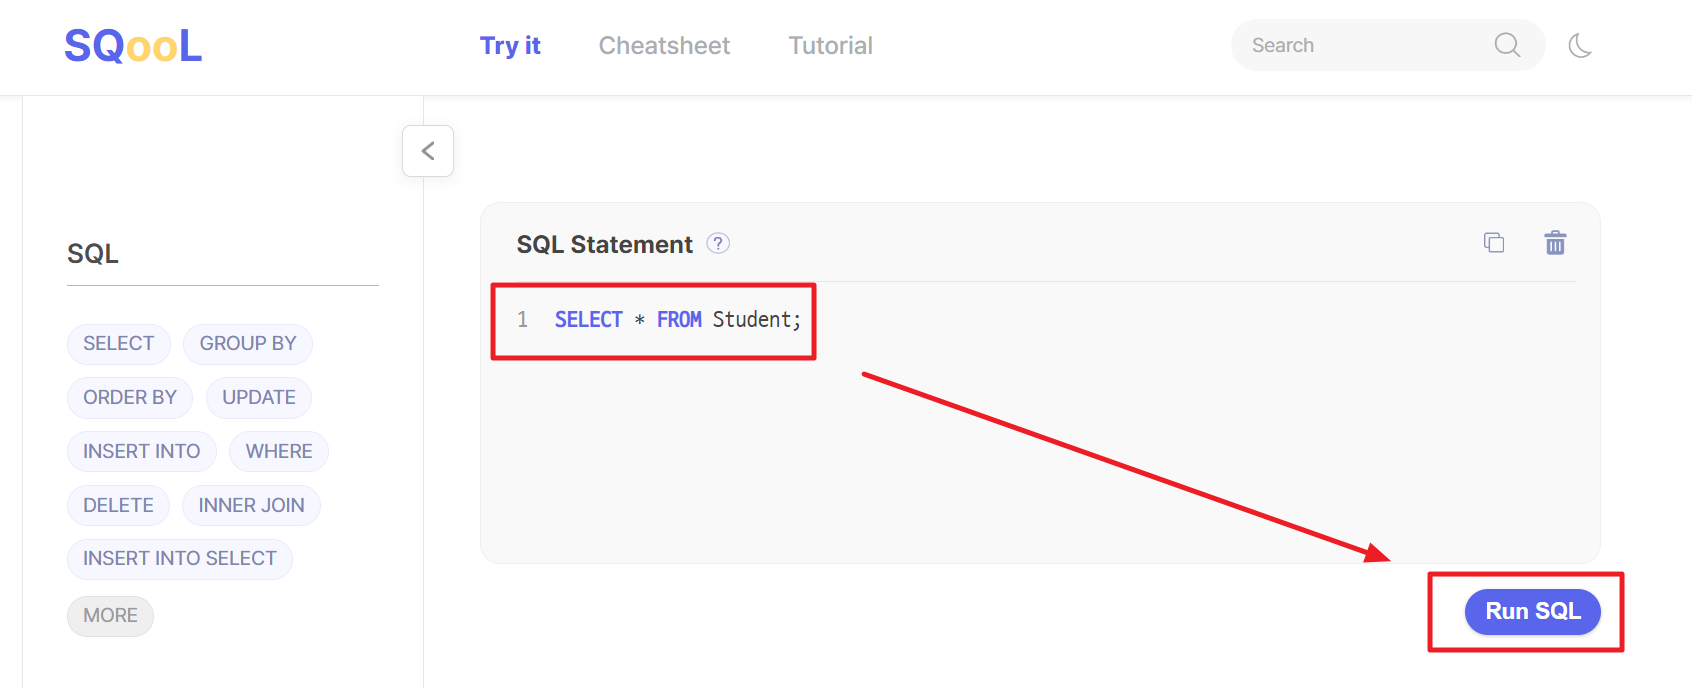 SQooL
Try it
Cheatsheet
Tutorial
Search
SQL
SELECT
GROUP BY
ORDER BY
UPDATE
INSERT INTO
WHERE
DELETE
INNER JOIN
INSERT INTO SELECT
MORE
SQL Statement ?
1 SELECT * FROM Student;
Run SQL